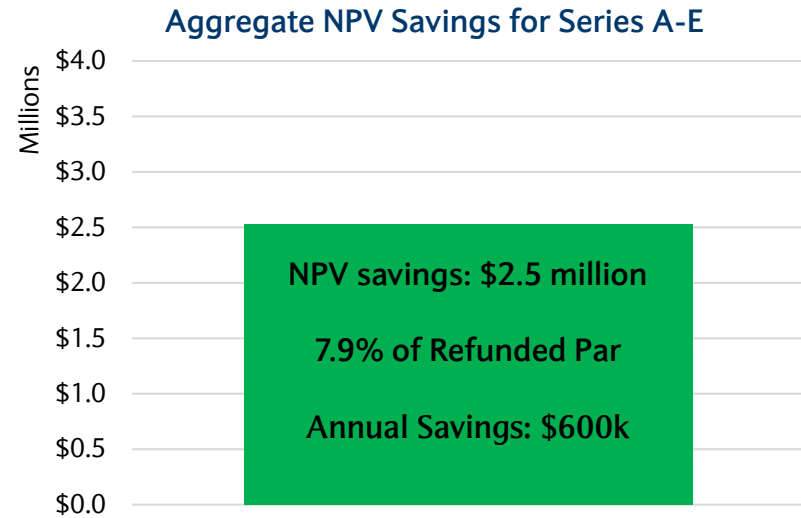 Aggregate NPV Savings for Series A-E
Millions
$4.0
$3.5
$3.0
$2.5
$2.0
$1.5
$1.0
$0.5
$0.0
NPV savings: $2.5 million
7.9% of Refunded Par
Annual Savings: $600k